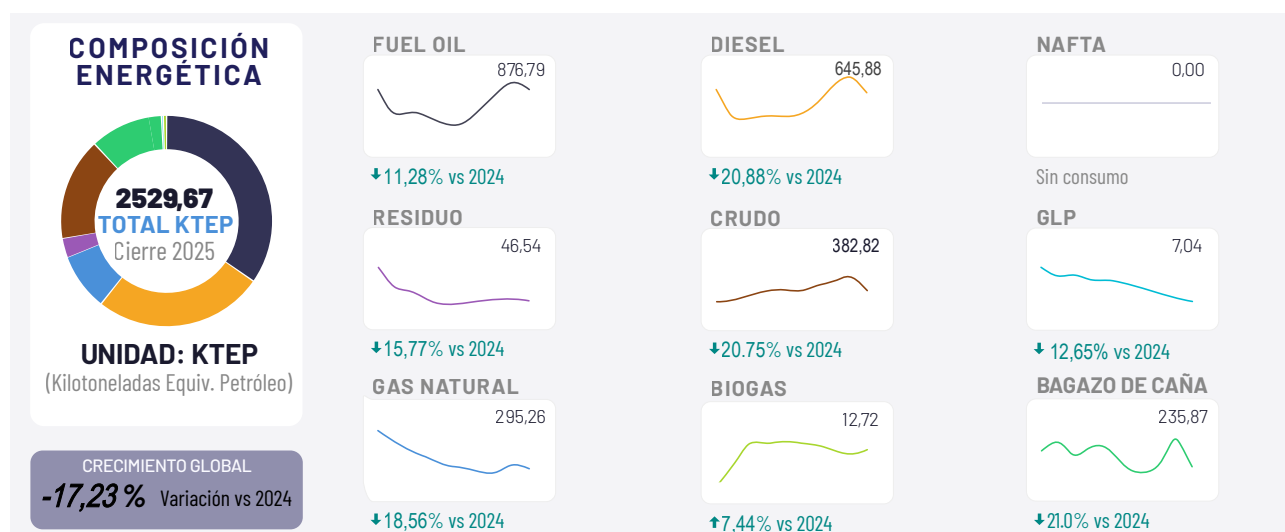 COMPOSICIÓN
ENERGÉTICA
2529,67
TOTAL KTEP
Cierre 2025
UNIDAD: KTEP
(Kilotoneladas Equiv. Petróleo)
CRECIMIENTO GLOBAL
-17,23 % Variación vs 2024
FUEL OIL
876,79
11,28% vs 2024
DIESEL
645,88
20,88% vs 2024
NAFTA
0,00
Sin consumo
RESIDUO
46,54
15,77% vs 2024
CRUDO
382,82
20.75% vs 2024
GLP
7,04
12,65% vs 2024
GAS NATURAL
295,26
18,56% vs 2024
BIOGAS
12,72
7,44% vs 2024
BAGAZO DE CAÑA
235,87
21.0% vs 2024